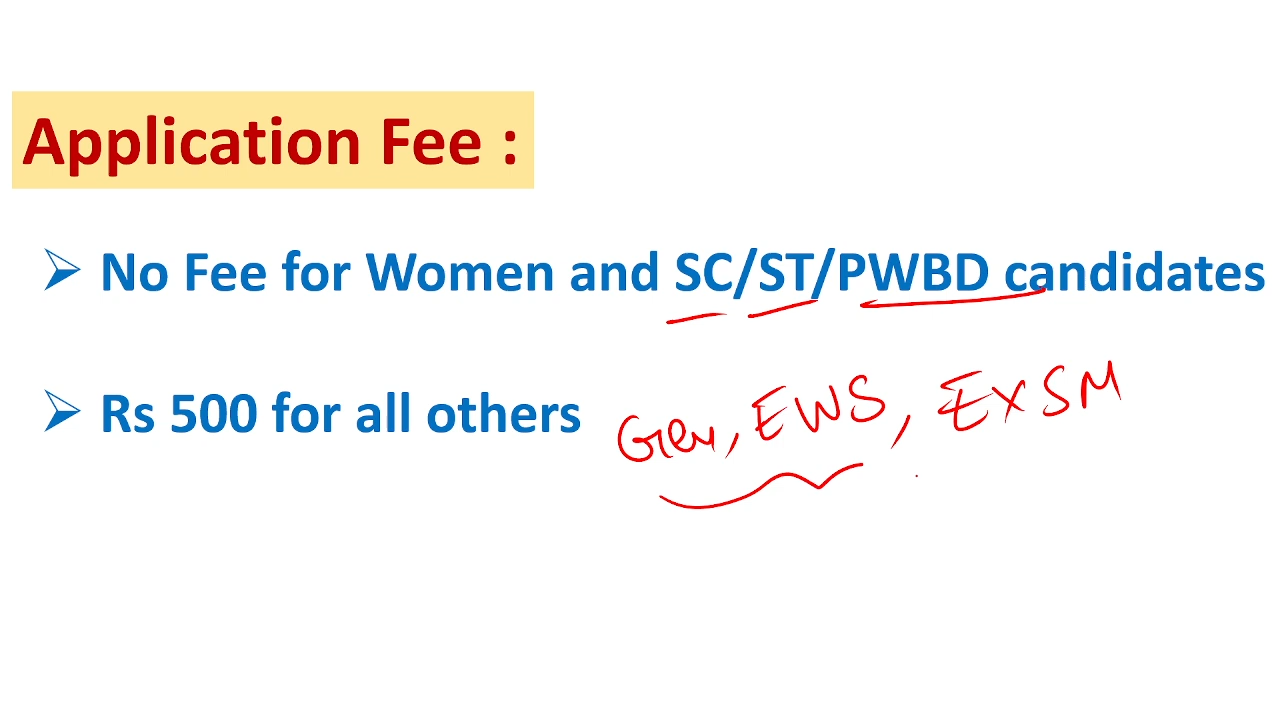 Application Fee :
➢ No Fee for Women and SC/ST/PWBD candidates
➢ Rs 500 for all others Gen, EWS, EXSM